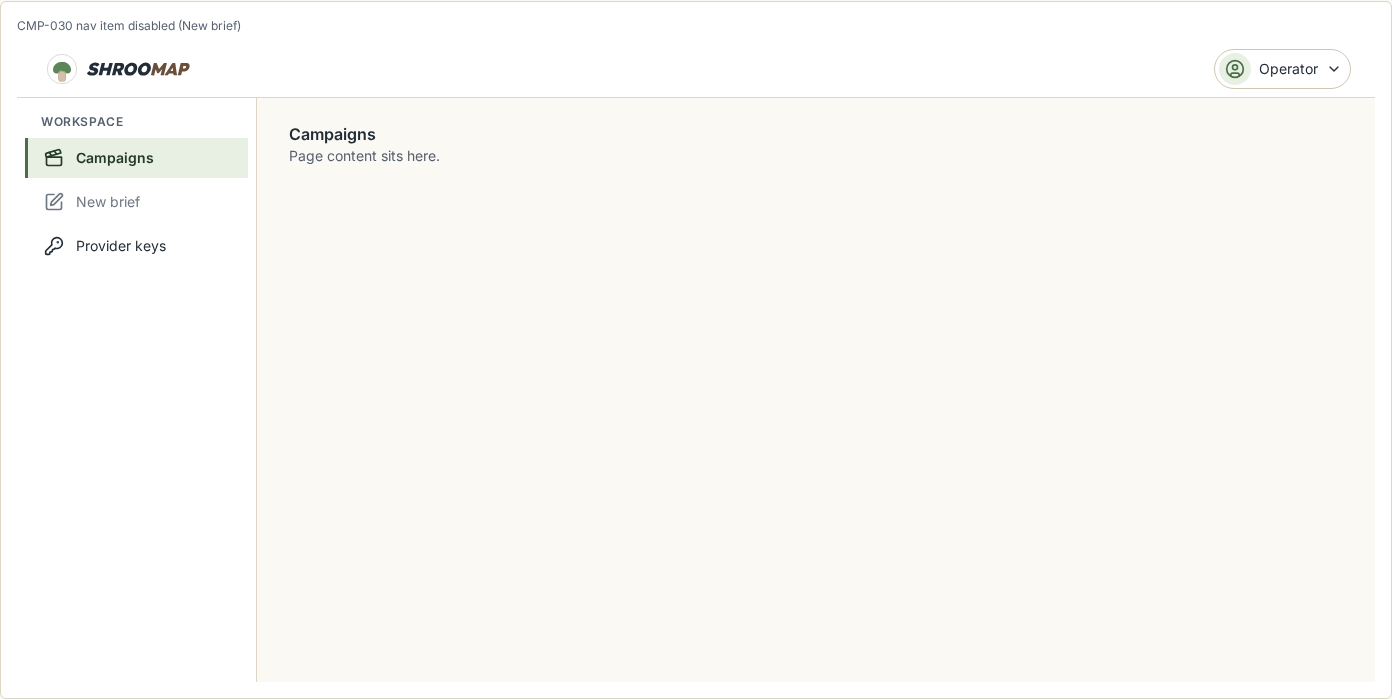 CMP-030 nav item disabled (New brief)
SHROOMAP
Operator
WORKSPACE
Campaigns
New brief
Provider keys
Campaigns
Page content sits here.